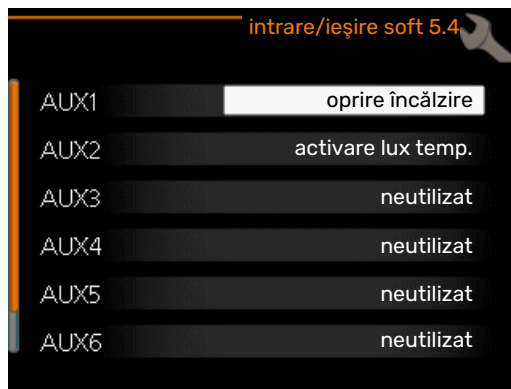 intrare/ieşire soft 5.4
AUX1 oprire încălzire
AUX2 activare lux temp.
AUX3 neutilizat
AUX4 neutilizat
AUX5 neutilizat
AUX6 neutilizat